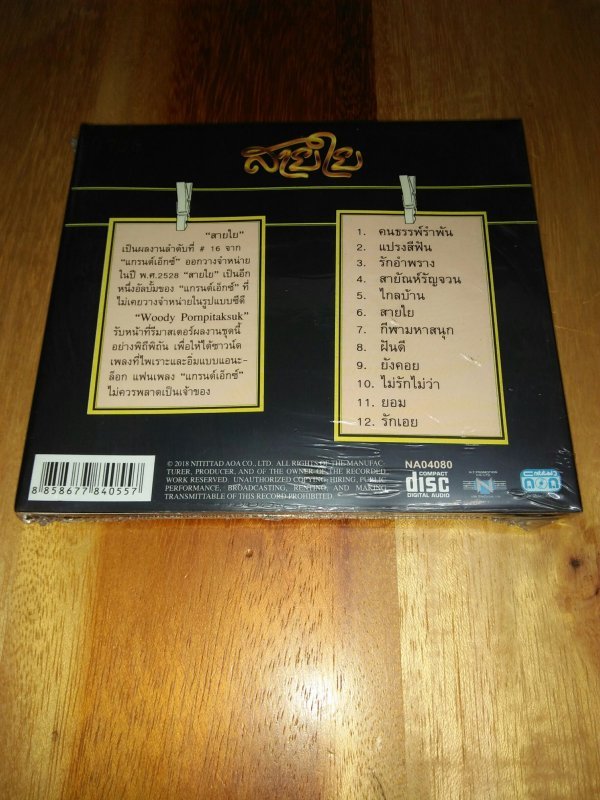 สายใย
"สายใย"
เป็นผลงานลำดับที่ # 16 จาก
"แกรนด์เอ็กซ์" ออกวางจำหน่าย
ในปี พ.ศ.2528 "สายใย" เป็นอีก
หนึ่งอัลบั้มของ "แกรนด์เอ็กซ์" ที่
ไม่เคยวางจำหน่ายในรูปแบบซีดี
"Woody Pornpitaksuk"
รับหน้าที่รีมาสเตอร์ผลงานชุดนี้
อย่างพิถีพิถัน เพื่อให้ได้ซาวน์ด
เพลงที่ไพเราะและอิ่มแบบแอนะ-
ล็อก แฟนเพลง "แกรนด์เอ็กซ์"
ไม่ควรพลาดเป็นเจ้าของ
1. คนธรรพ์รำพัน
2. แปรงสีฟัน
3. รักอำพราง
4. สายัณห์รัญจวน
5. ไกลบ้าน
6. สายใย
7. กีฬามหาสนุก
8. ฝันดี
9. ยังคอย
10. ไม่รักไม่ว่า
11. ยอม
12. รักเอย
8 858677 840557
© 2018 NITITAD AOA CO., LTD. ALL RIGHTS OF THE MANUFAC-
TURER, PRODUCER, AND OF THE OWNER OF THE RECORDED
WORK RESERVED. UNAUTHORIZED COPYING HIRING, PUBLIC
PERFORMANCE, BROADCASTING, RENTING AND MAKING
TRANSMITTABLE OF THIS RECORD PROHIBITED.
NA04080
COMPACT
disc
DIGITAL AUDIO
N